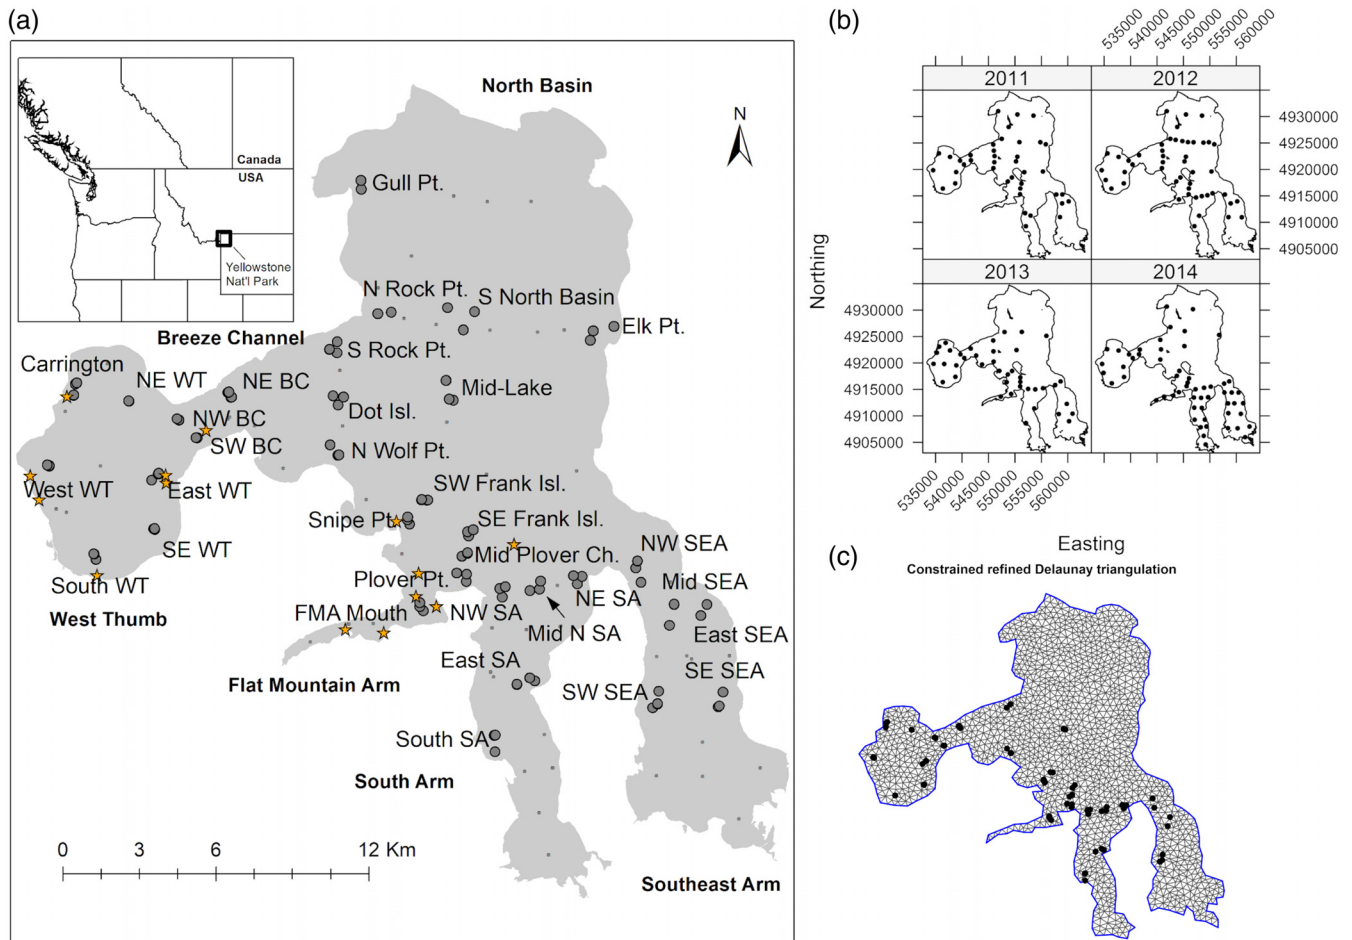 (a)
North Basin
N
Canada
USA
Yellowstone
Nat'l Park
Gull Pt.
N Rock Pt.
S North Basin
Elk Pt.
Breeze Channel
S Rock Pt.
Carrington
NE WT
NE BC
Mid-Lake
NW BC
Dot Isl.
SW BC
N Wolf Pt.
West WT
East WT
SW Frank Isl.
Snipe Pt.
SE Frank Isl.
SE WT
Mid Plover Ch.
NW SEA
South WT
Plover Pt.
Mid SEA
West Thumb
FMA Mouth
NW SA
NE SA
Mid N SA
East SEA
East SA
Flat Mountain Arm
SW SEA
SE SEA
South SA
South Arm
0 3 6 12 Km
Southeast Arm
(b)
535000 540000 545000 550000 555000 560000
2011 2012
4930000
4925000
4920000
4915000
4910000
4905000
2013 2014
4930000
4925000
4920000
4915000
4910000
4905000
535000 540000 545000 550000 555000 560000
Northing
Easting
(c)
Constrained refined Delaunay triangulation